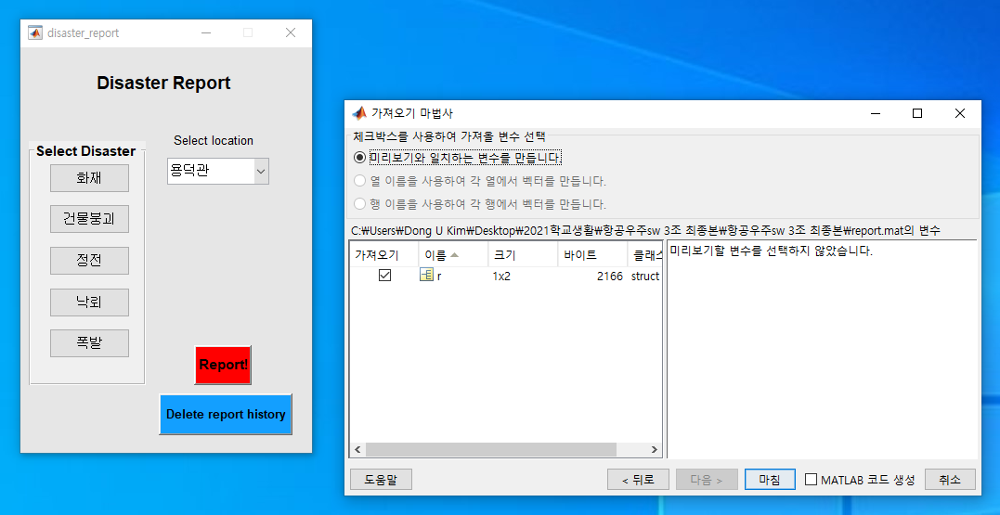 disaster_report
Disaster Report
Select location
용덕관
Select Disaster
화재
건물붕괴
정전
낙뢰
폭발
Report!
Delete report history
가져오기 마법사
체크박스를 사용하여 가져올 변수 선택
미리보기와 일치하는 변수를 만듭니다.
열 이름을 사용하여 각 열에서 벡터를 만듭니다.
행 이름을 사용하여 각 행에서 벡터를 만듭니다.
C:₩Users₩Dong U Kim₩Desktop₩2021학교생활₩항공우주sw 3조 최종본₩항공우주sw 3조 최종본₩report.mat의 변수
가져오기 이름 크기 바이트 클래스
r 1x2 2166 struct
미리보기할 변수를 선택하지 않았습니다.
도움말 < 뒤로 다음 > 마침 MATLAB 코드 생성 취소